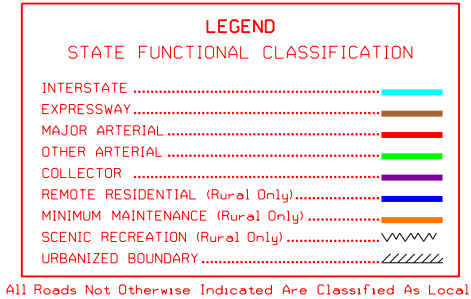 LEGEND
STATE FUNCTIONAL CLASSIFICATION
INTERSTATE
EXPRESSWAY
MAJOR ARTERIAL
OTHER ARTERIAL
COLLECTOR
REMOTE RESIDENTIAL (Rural Only)
MINIMUM MAINTENANCE (Rural Only)
SCENIC RECREATION (Rural Only)
URBANIZED BOUNDARY
All Roads Not Otherwise Indicated Are Classified As Local